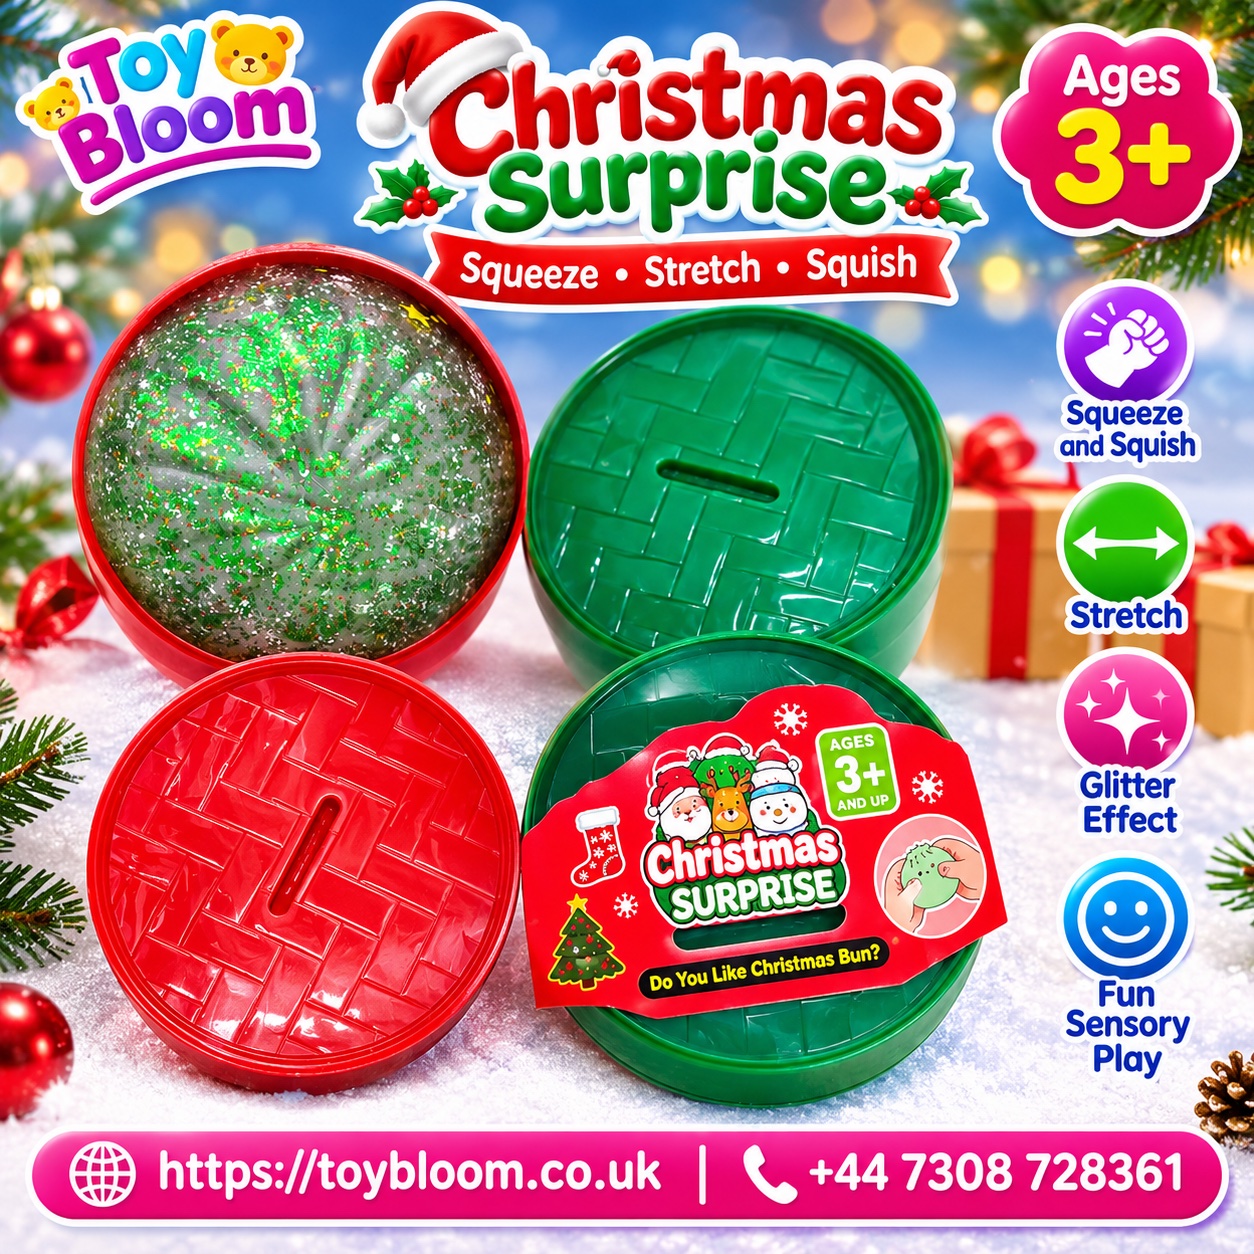 Toy
Bloom
Christmas
Surprise
Squeeze • Stretch • Squish
Ages
3+
Squeeze
and Squish
Stretch
Glitter
Effect
Fun
Sensory
Play
AGES
3+
AND UP
Christmas
SURPRISE
Do You Like Christmas Bun?
https://toybloom.co.uk | +44 7308 728361